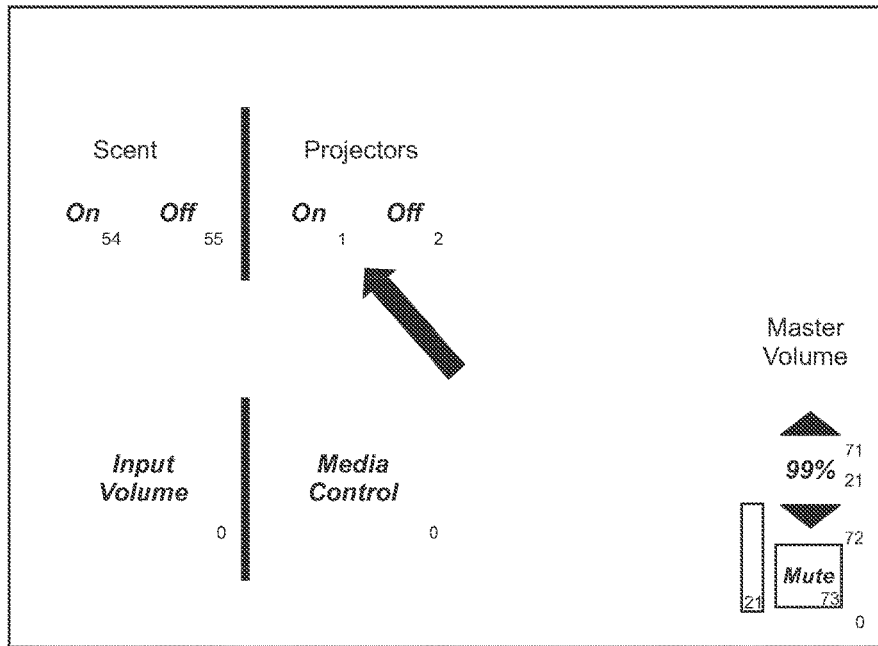 Scent
Projectors
On
Off
On
Off
54
55
1
2
Master
Volume
Input
Volume
Media
Control
71
99%
21
0
0
72
Mute
21
73
0